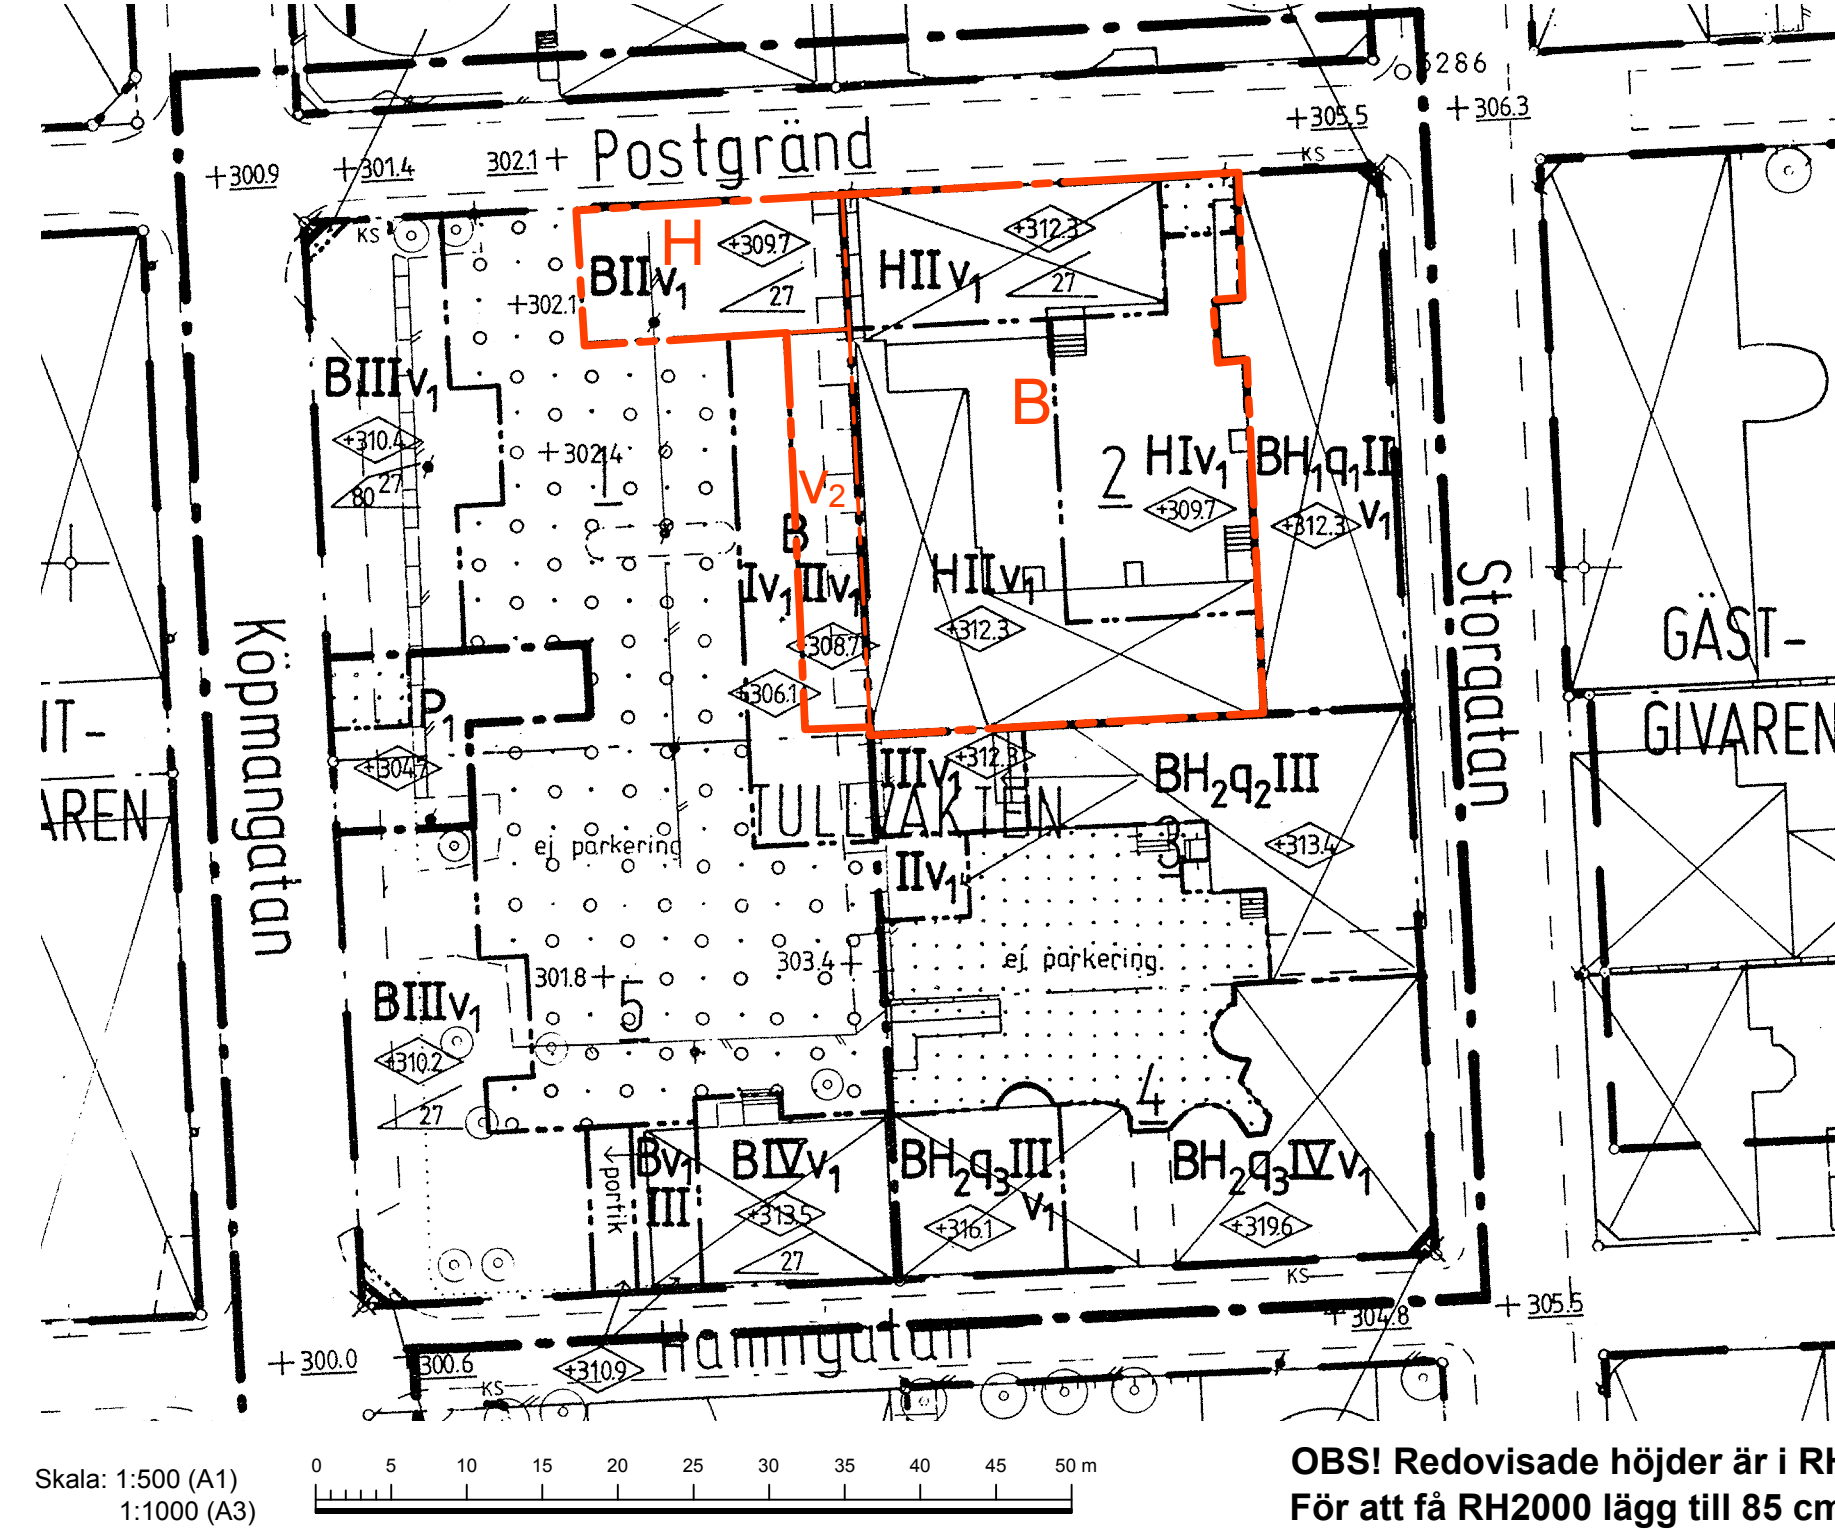 286
+305.5
+306.3
Postgränd
302.1+
+301.4
+300.9
KS
KS
+309.7
+312.3
H
BIIv₁
HIIv₁
27
27
+302.1
BIIIv₁
B
+310.4
+302.4
1
2
HIv₁
BH₁q₁II
v₁
27
80
V₂
+309.7
+312.3
B
Iv₁
IIv₁
HIIv₁
+312.3
+308.7
+306.1
Köpmangatan
Storgatan
GÄST-
GIVAREN
IT-
AREN
P₁
+304.7
IIIv₁
+312.3
BH₂q₂III
TULLVAKTEN
3
+313.4
ej parkering
IIv₁
ej parkering
303.4+
301.8+
5
BIIIv₁
+310.2
27
4
portik
Bv₁
III
BIVv₁
BH₂q₃III
v₁
BH₂q₃IVv₁
+313.5
+316.1
+319.6
27
KS
+304.8
+305.5
Hamngatan
+300.0
+300.6
+310.9
KS
Skala: 1:500 (A1)
1:1000 (A3)
0 5 10 15 20 25 30 35 40 45 50 m
OBS! Redovisade höjder är i RH
För att få RH2000 lägg till 85 cm